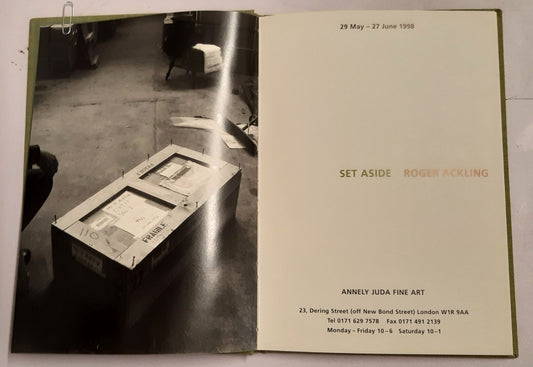 FRAGILE
110
29 May – 27 June 1998
SET ASIDE ROGER ACKLING
ANNELY JUDA FINE ART
23, Dering Street (off New Bond Street) London W1R 9AA
Tel 0171 629 7578 Fax 0171 491 2139
Monday – Friday 10 – 6 Saturday 10 – 1